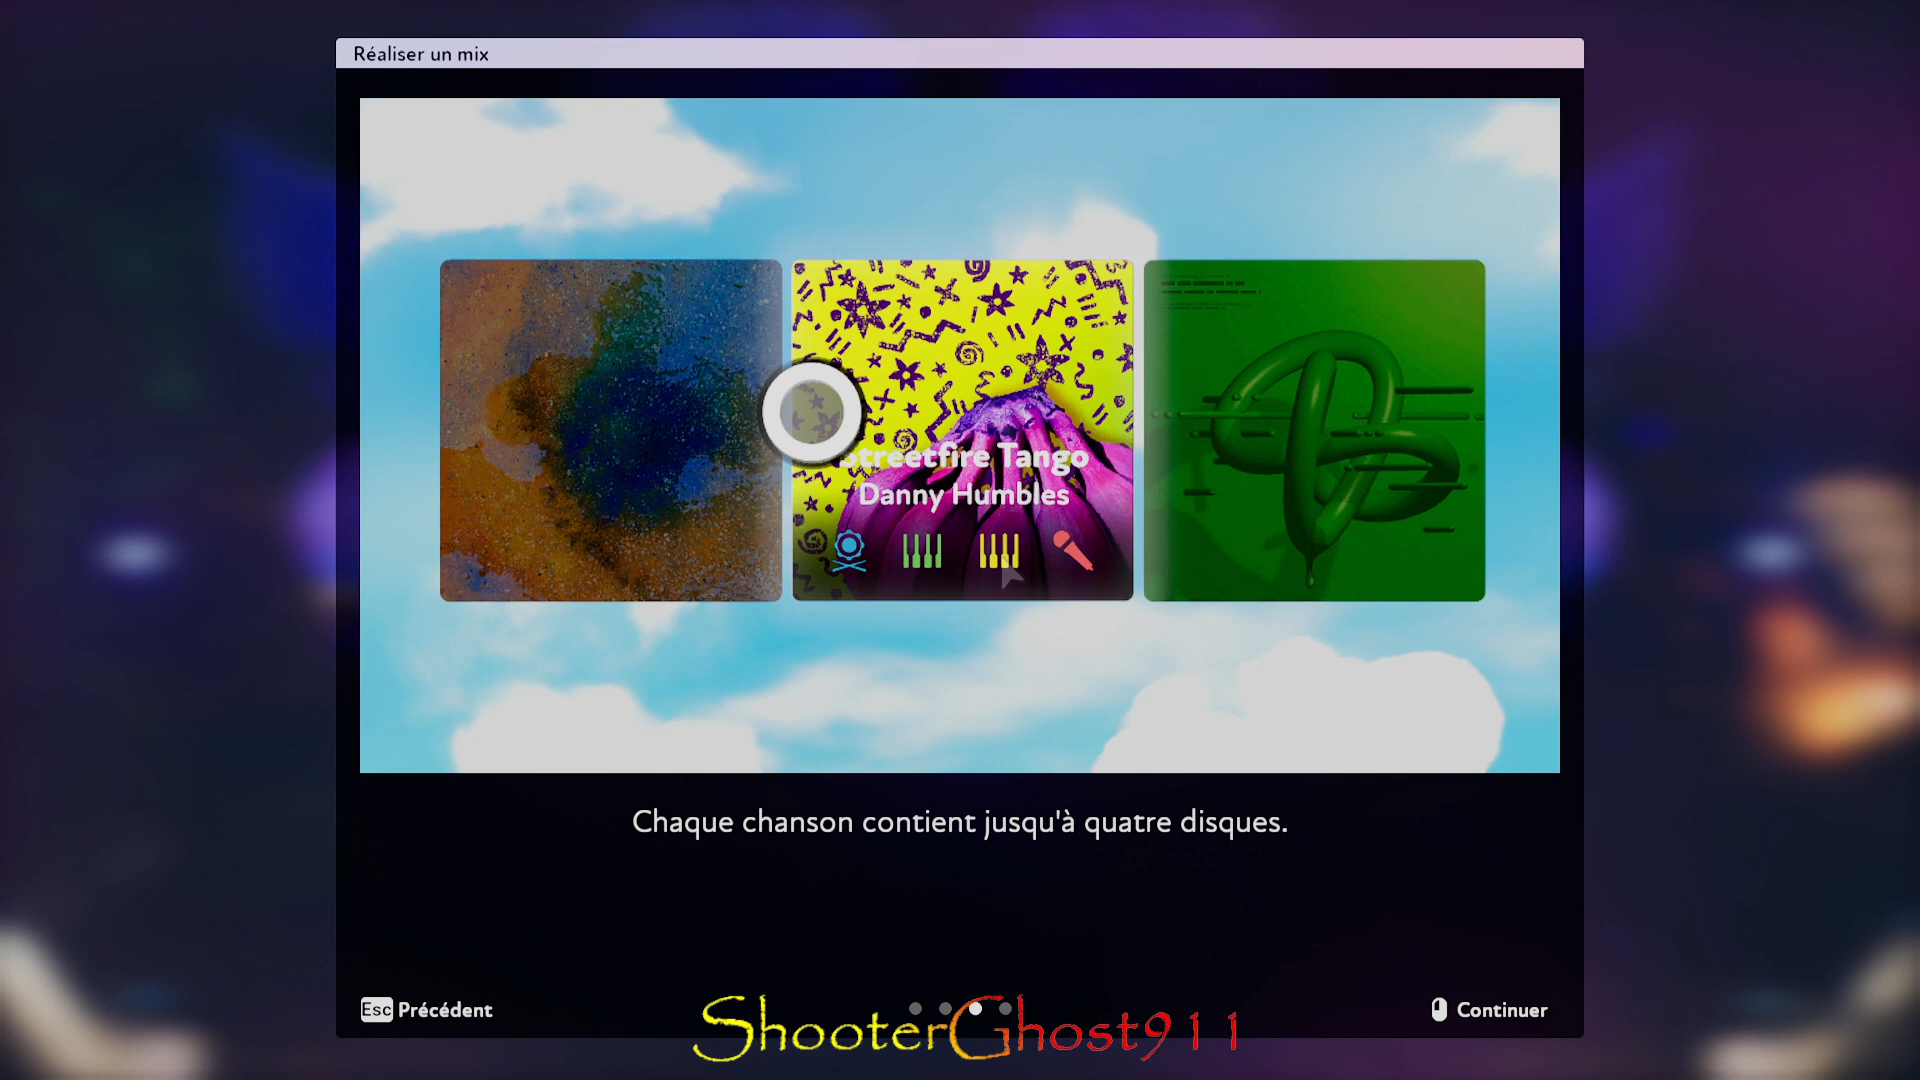 Réaliser un mix
Streetfire Tango
Danny Humbles
Chaque chanson contient jusqu'à quatre disques.
Esc Précédent
Continuer
ShooterGhost911